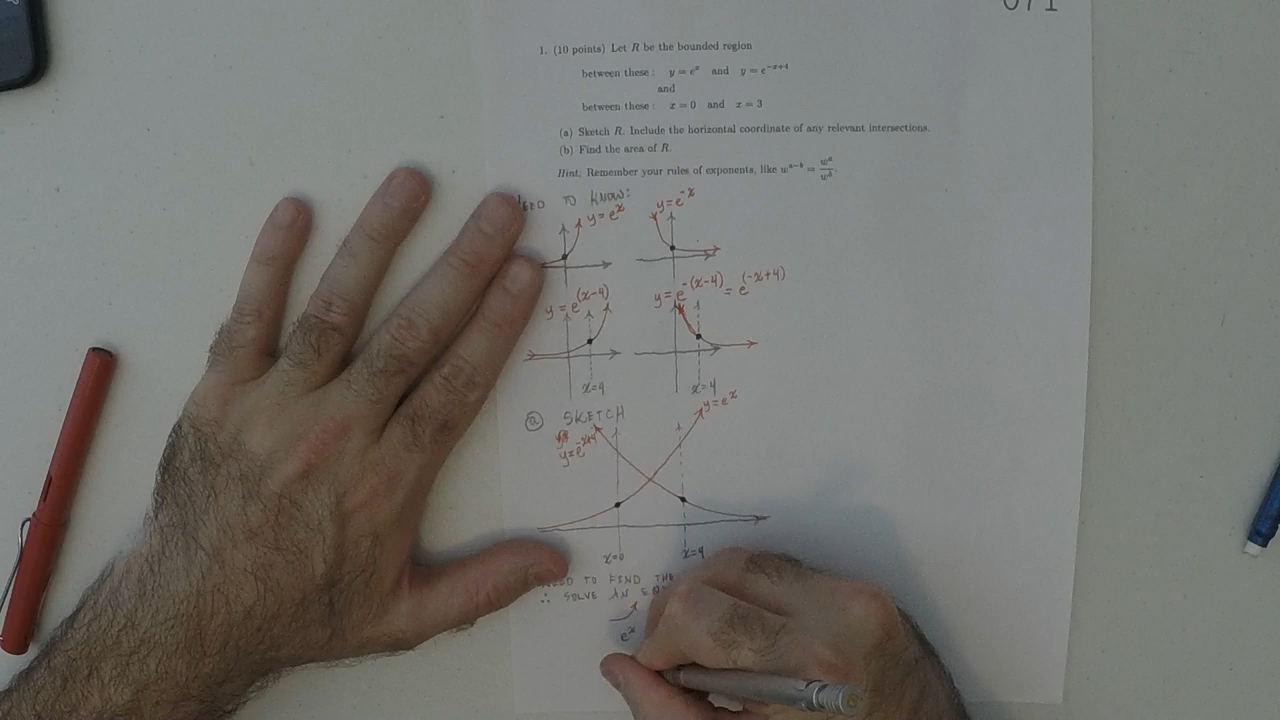 071
1. (10 points) Let R be the bounded region
between these : y = e^x and y = e^{-x+4}
and
between these : x = 0 and x = 3
(a) Sketch R. Include the horizontal coordinate of any relevant intersections.
(b) Find the area of R.
Hint: Remember your rules of exponents, like w^{a-b} = w^a/w^b.
TO KNOW:
y=e^x y=e^{-x}
y=e^{(x-4)} y=e^{-(x-4)} = e^{(-x+4)}
x=4 x=4
(a) SKETCH
y=e^x
y=e^{-x+4}
x=0 x=4
TO FIND THE
∴ SOLVE AN
e^x